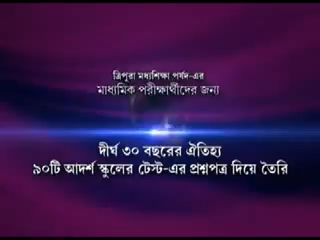 ত্রিপুরা মধ্যশিক্ষা পর্ষদ-এর
মাধ্যমিক পরীক্ষার্থীদের জন্য
দীর্ঘ ৩০ বছরের ঐতিহ্য
৯০টি আদর্শ স্কুলের টেস্ট-এর প্রশ্নপত্র দিয়ে তৈরি